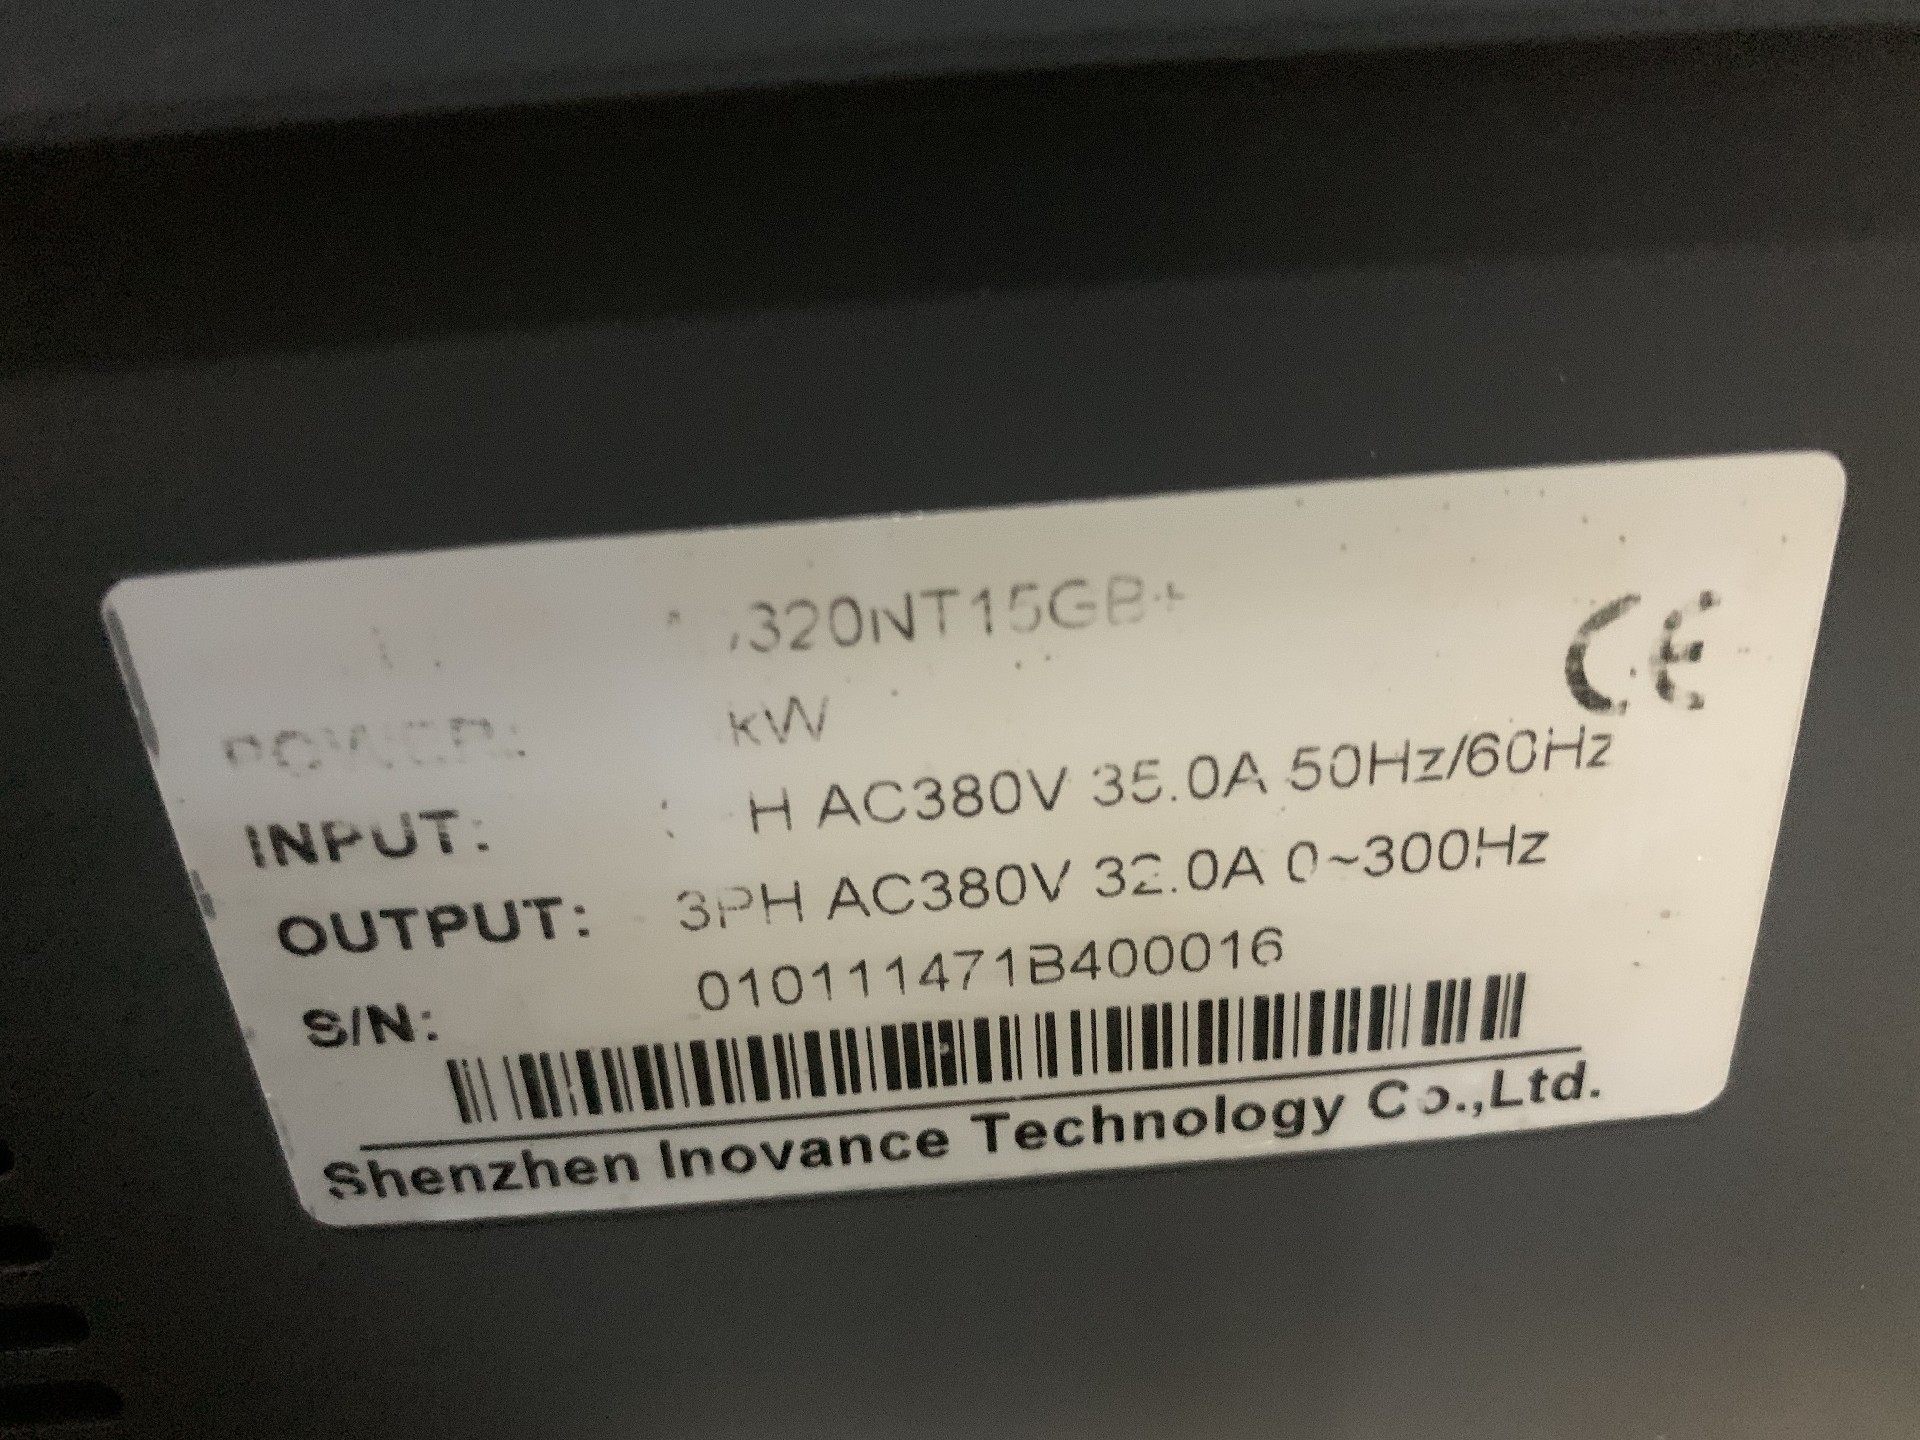 320NT15GB+
CE
POWER: kW
INPUT: H AC380V 35.0A 50Hz/60Hz
OUTPUT: 3PH AC380V 32.0A 0~300Hz
S/N: 010111471B400016
Shenzhen Inovance Technology Co.,Ltd.